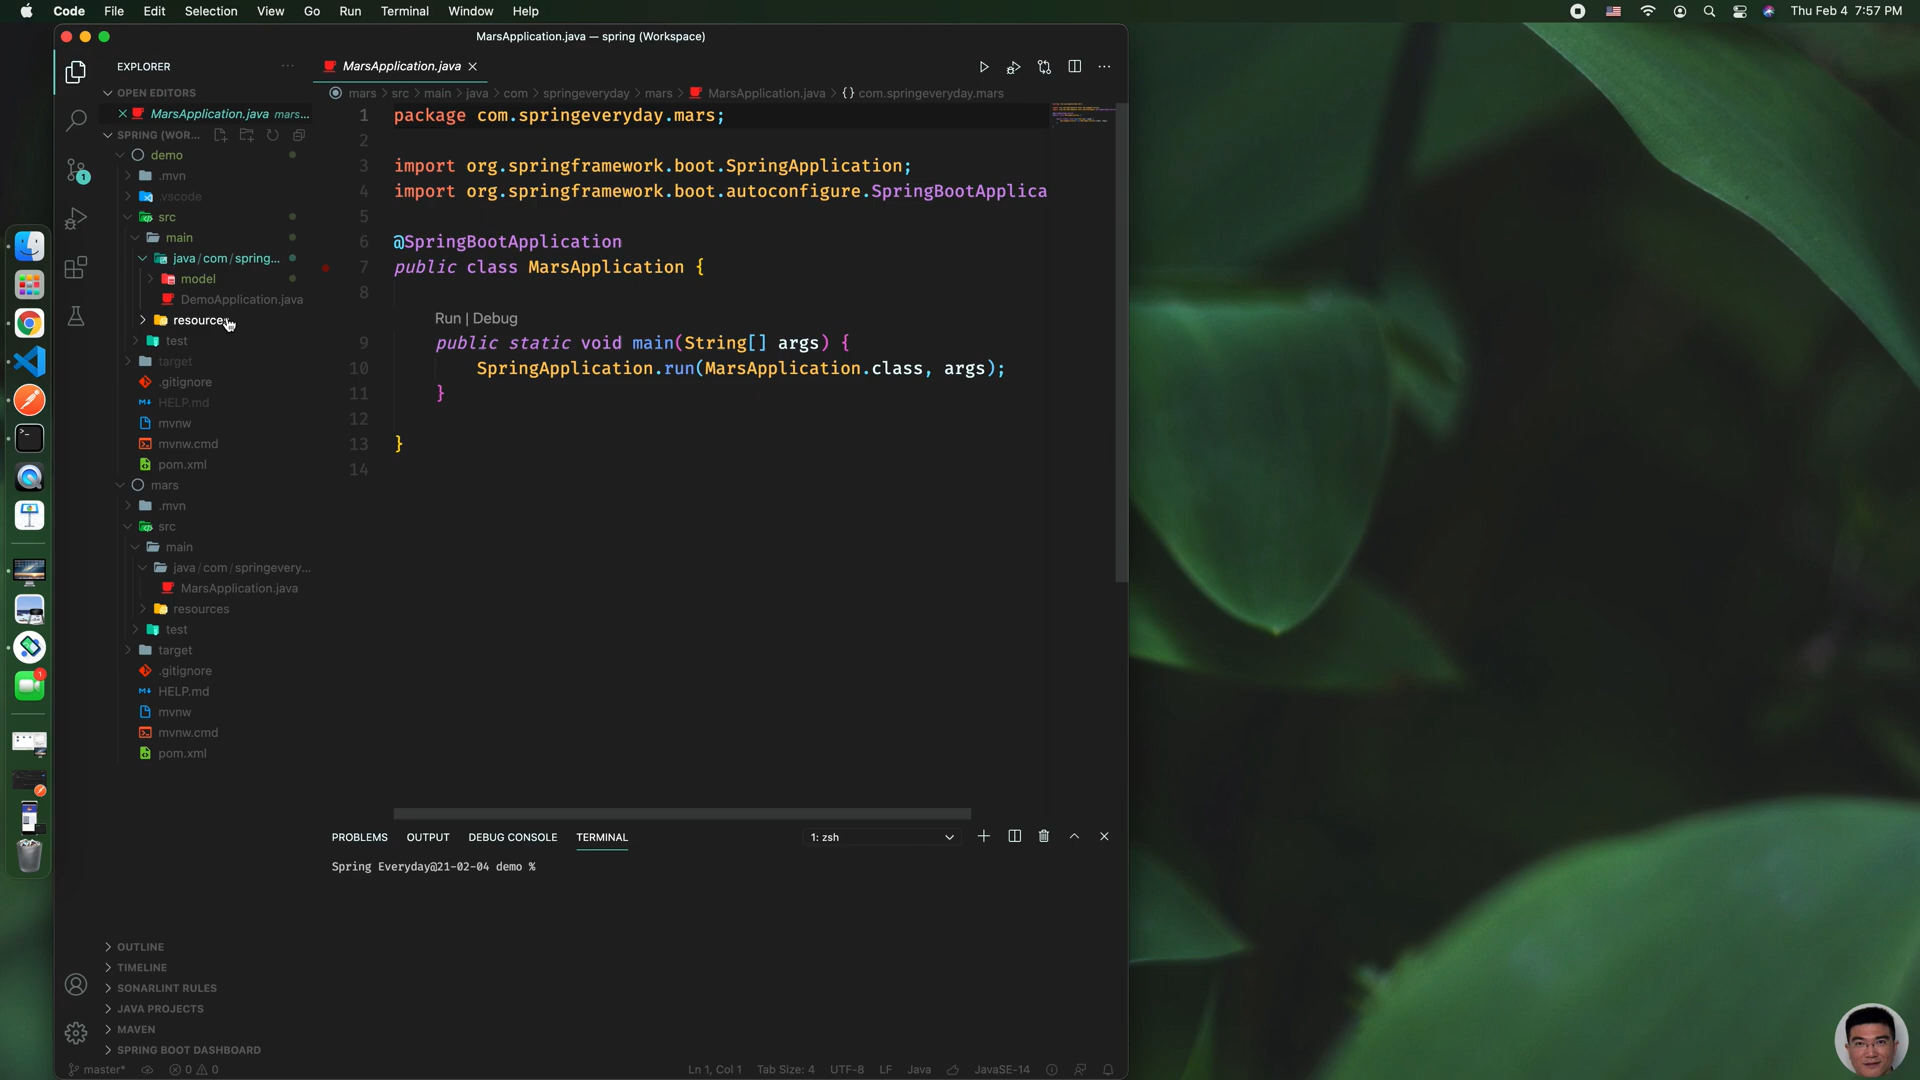 Code File Edit Selection View Go Run Terminal Window Help
Thu Feb 4 7:57 PM
MarsApplication.java — spring (Workspace)
EXPLORER
MarsApplication.java
mars > src > main > java > com > springeveryday > mars > MarsApplication.java > {} com.springeveryday.mars
OPEN EDITORS
MarsApplication.java mars...
SPRING (WOR...
demo
.mvn
.vscode
src
main
java / com / spring...
model
DemoApplication.java
resources
test
target
.gitignore
HELP.md
mvnw
mvnw.cmd
pom.xml
mars
.mvn
src
main
java / com / springevery...
MarsApplication.java
resources
test
target
.gitignore
HELP.md
mvnw
mvnw.cmd
pom.xml
OUTLINE
TIMELINE
SONARLINT RULES
JAVA PROJECTS
MAVEN
SPRING BOOT DASHBOARD
1 package com.springeveryday.mars;
2
3 import org.springframework.boot.SpringApplication;
4 import org.springframework.boot.autoconfigure.SpringBootApplica
5
6 @SpringBootApplication
7 public class MarsApplication {
8
Run | Debug
9 public static void main(String[] args) {
10 SpringApplication.run(MarsApplication.class, args);
11 }
12
13 }
14
PROBLEMS OUTPUT DEBUG CONSOLE TERMINAL
1: zsh
Spring Everyday@21-02-04 demo %
master* 0 0
Ln 1, Col 1 Tab Size: 4 UTF-8 LF Java JavaSE-14
1
1